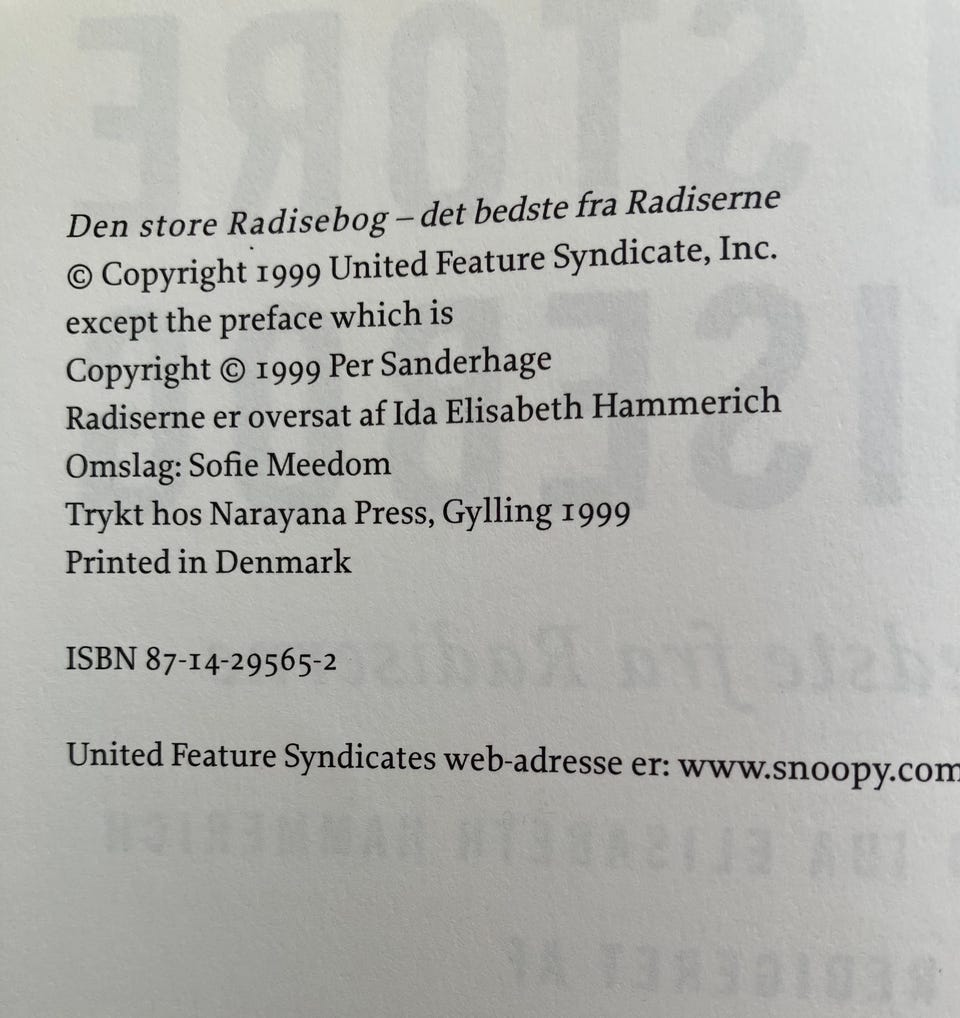 Den store Radisebog – det bedste fra Radiserne
© Copyright 1999 United Feature Syndicate, Inc.
except the preface which is
Copyright © 1999 Per Sanderhage
Radiserne er oversat af Ida Elisabeth Hammerich
Omslag: Sofie Meedom
Trykt hos Narayana Press, Gylling 1999
Printed in Denmark
ISBN 87-14-29565-2
United Feature Syndicates web-adresse er: www.snoopy.com